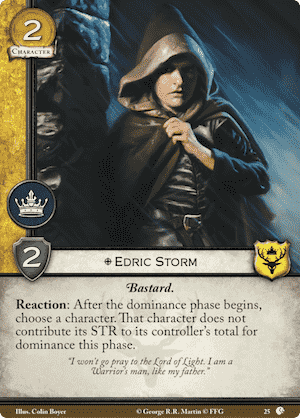 2
Character
2
Edric Storm
Bastard.
Reaction: After the dominance phase begins,
choose a character. That character does not
contribute its STR to its controller's total for
dominance this phase.
"I won't go pray to the Lord of Light. I am a
Warrior's man, like my father."
Illus. Colin Boyer
© George R.R. Martin © FFG
25